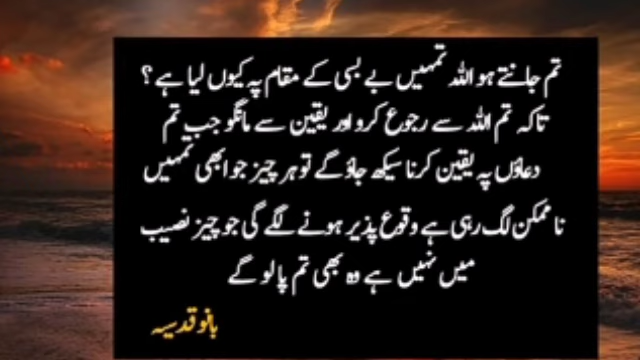 تم جانتے ہو اللہ تمہیں بے بسی کے مقام پہ کیوں لیا ہے ؟
تاکہ تم اللہ سے رجوع کرو اور یقین سے مانگو جب تم
دعاؤں پہ یقین کرنا سیکھ جاؤ گے تو ہر چیز جو ابھی تمہیں
نا ممکن لگ رہی ہے وقوع پذیر ہونے لگے گی جو چیز نصیب
میں نہیں ہے وہ بھی تم پا لو گے
بانو قدسیہ